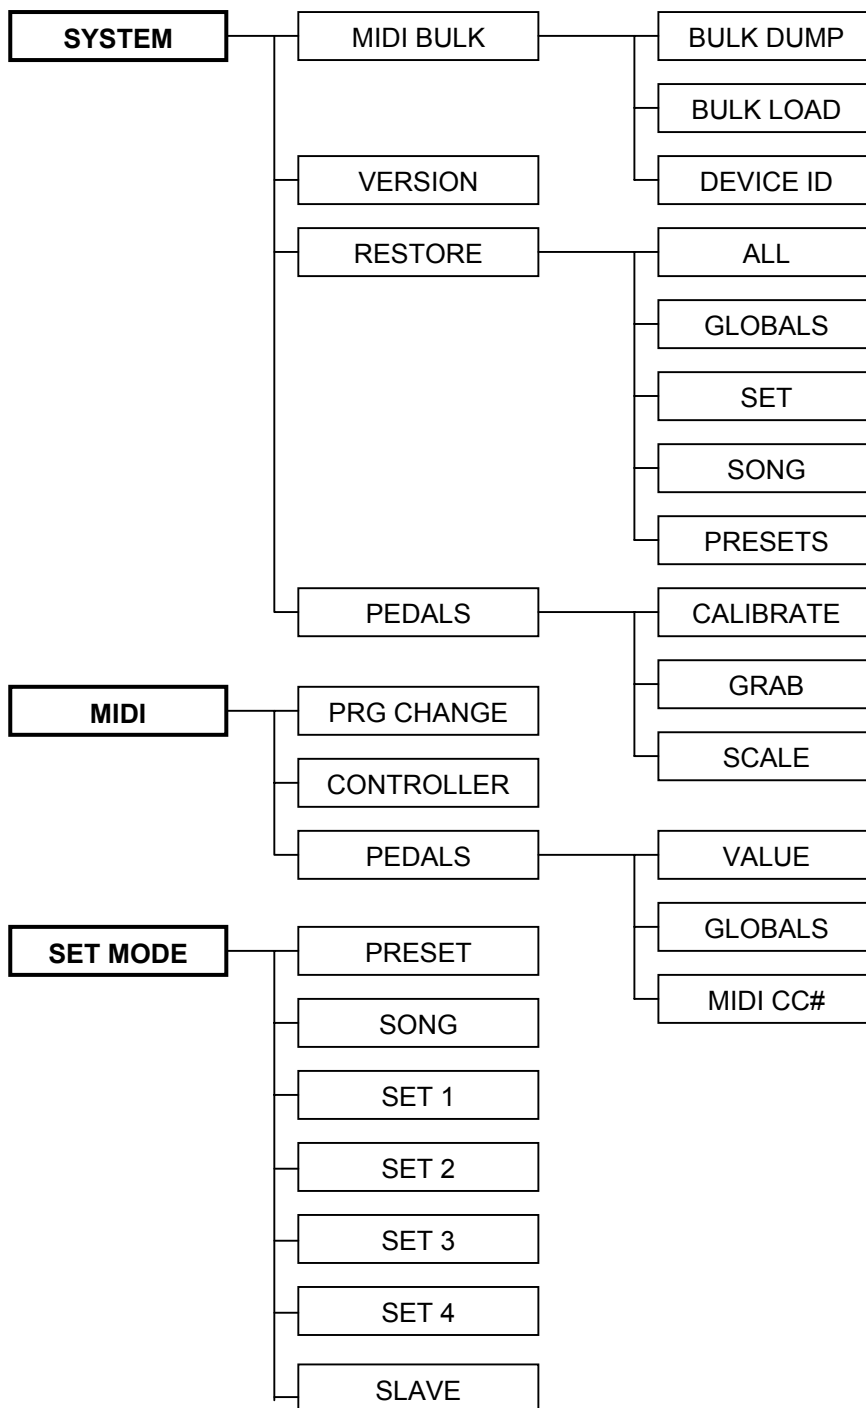 SYSTEM
MIDI BULK
BULK DUMP
BULK LOAD
VERSION
DEVICE ID
RESTORE
ALL
GLOBALS
SET
SONG
PRESETS
PEDALS
CALIBRATE
GRAB
SCALE
MIDI
PRG CHANGE
CONTROLLER
PEDALS
VALUE
GLOBALS
MIDI CC#
SET MODE
PRESET
SONG
SET 1
SET 2
SET 3
SET 4
SLAVE